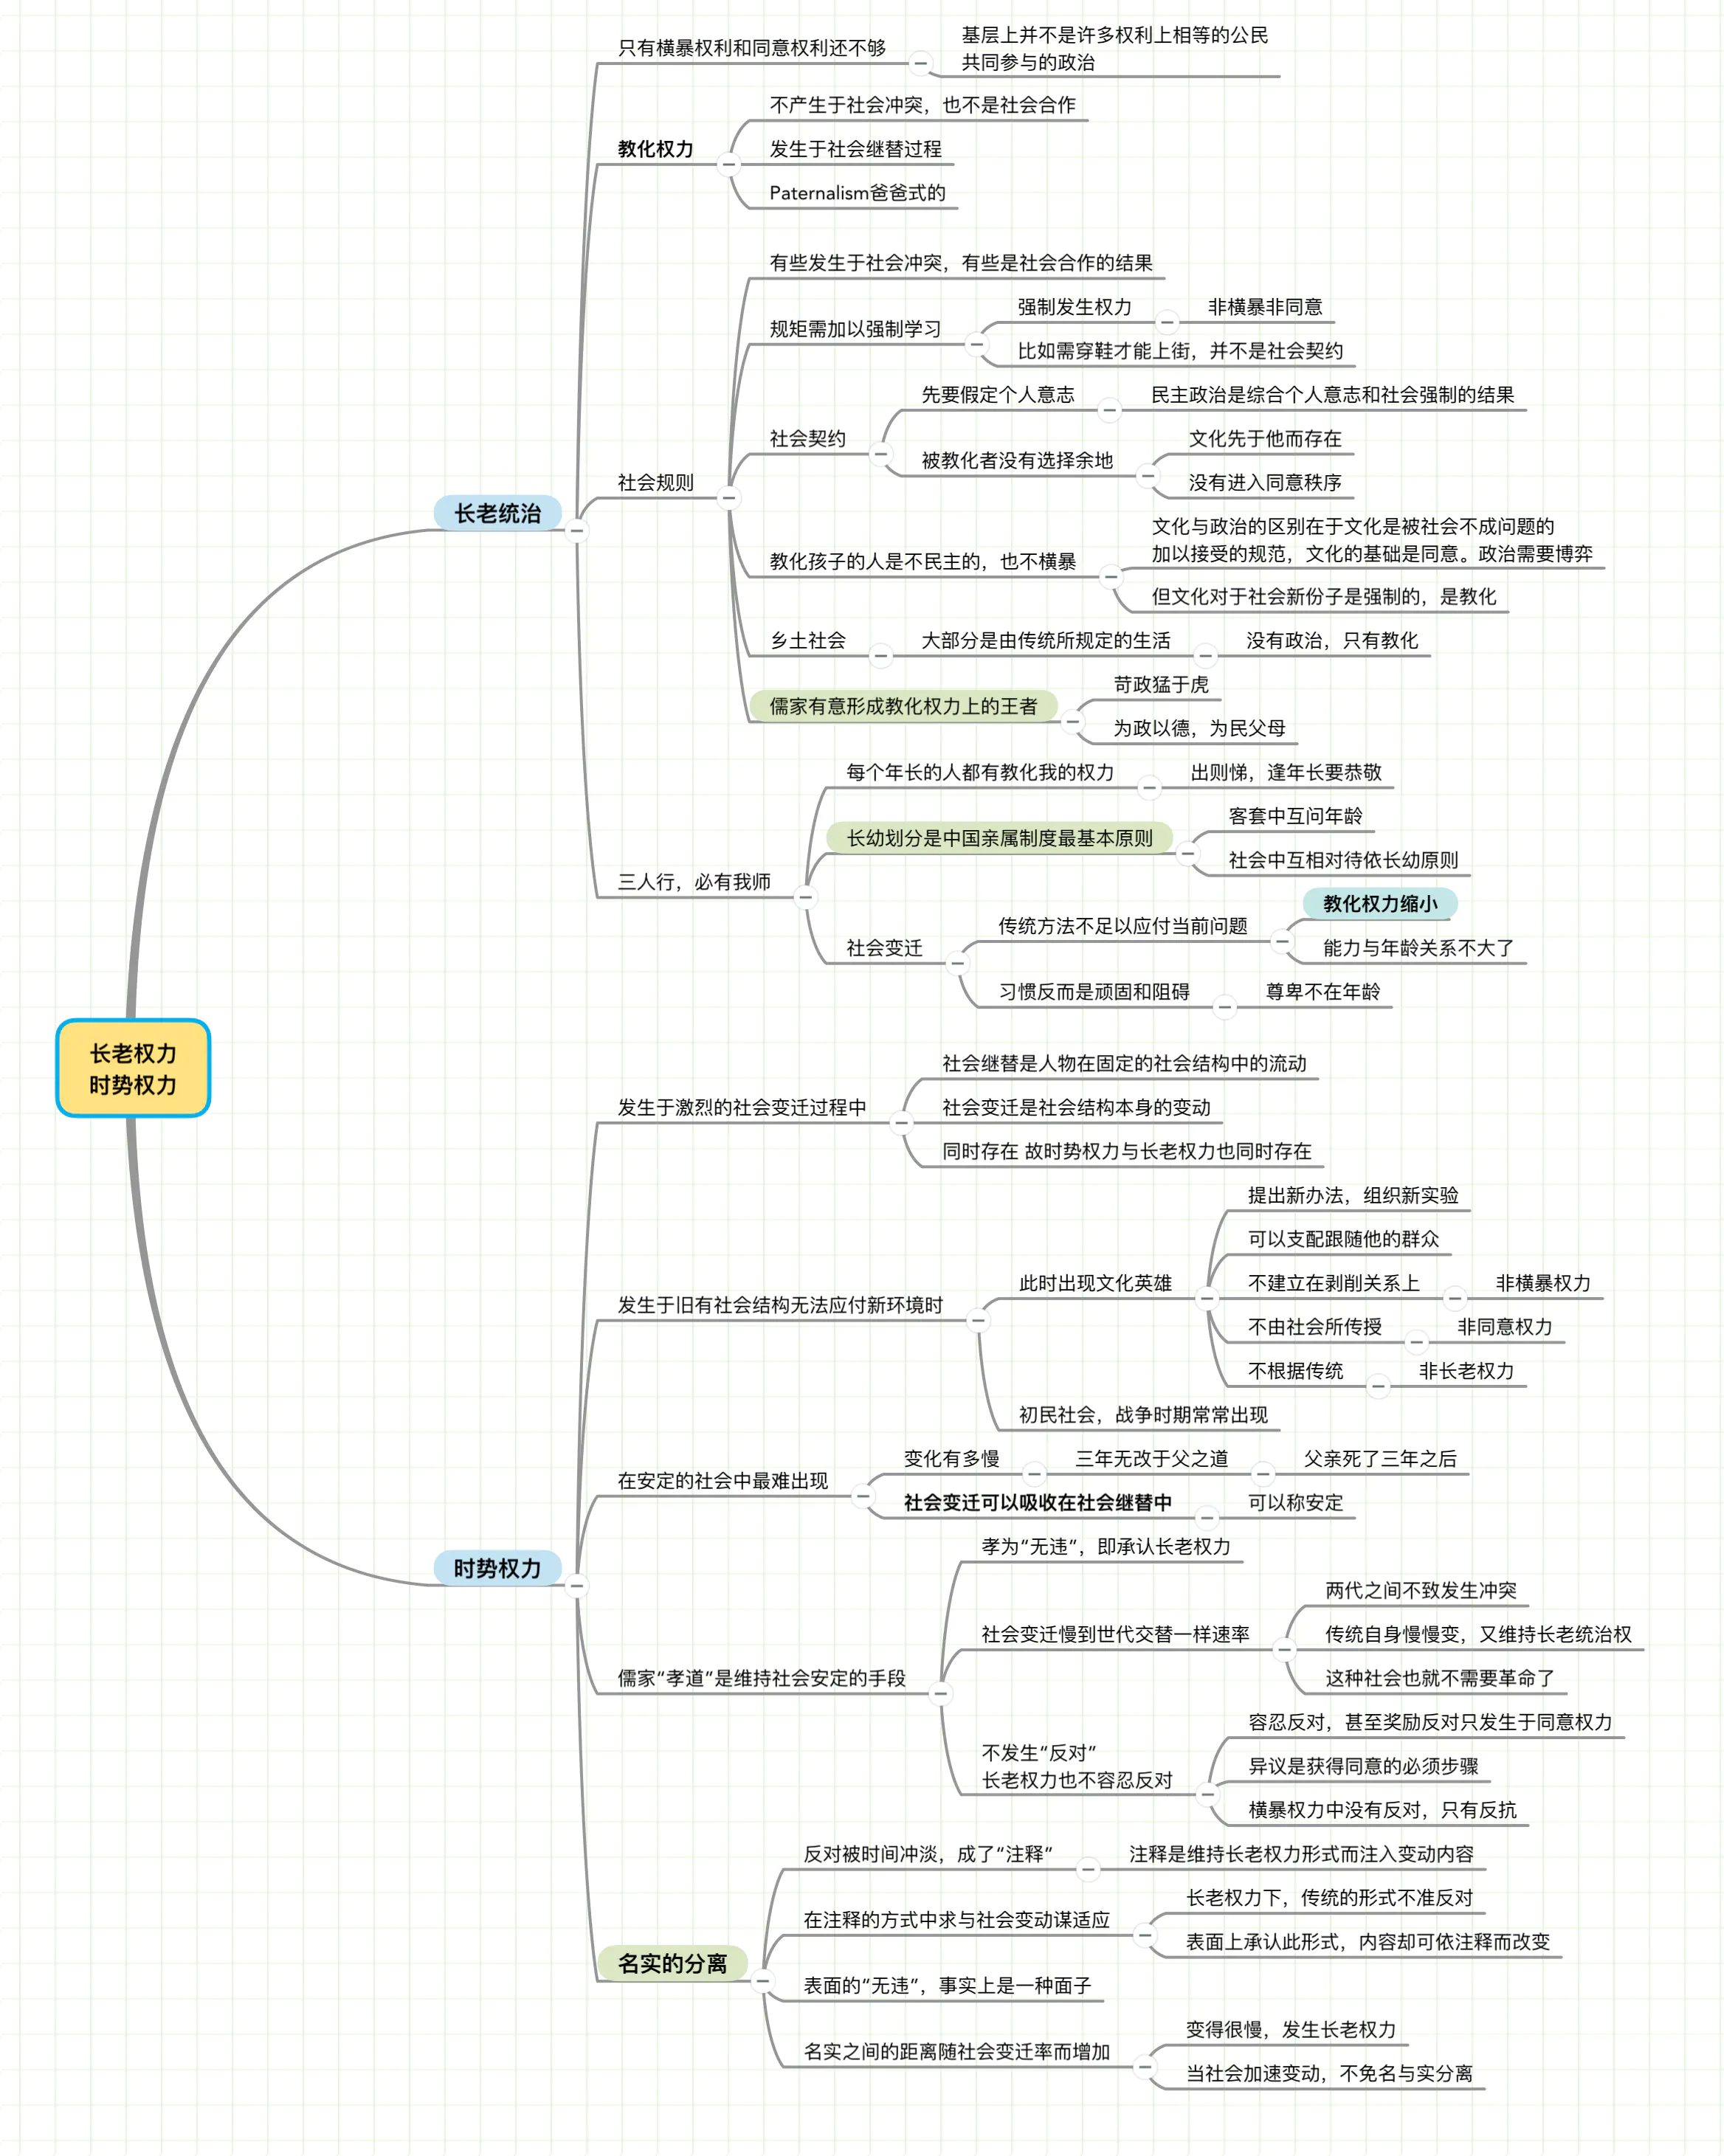 长老权力
时势权力
长老统治
只有横暴权利和同意权利还不够
基层上并不是许多权利上相等的公民
共同参与的政治
教化权力
不产生于社会冲突，也不是社会合作
发生于社会继替过程
Paternalism爸爸式的
社会规则
有些发生于社会冲突，有些是社会合作的结果
规矩需加以强制学习
强制发生权力
非横暴非同意
比如需穿鞋才能上街，并不是社会契约
社会契约
先要假定个人意志
民主政治是综合个人意志和社会强制的结果
被教化者没有选择余地
文化先于他而存在
没有进入同意秩序
教化孩子的人是不民主的，也不横暴
文化与政治的区别在于文化是被社会不成问题的
加以接受的规范，文化的基础是同意。政治需要博弈
但文化对于社会新份子是强制的，是教化
乡土社会
大部分是由传统所规定的生活
没有政治，只有教化
儒家有意形成教化权力上的王者
苛政猛于虎
为政以德，为民父母
三人行，必有我师
每个年长的人都有教化我的权力
出则悌，逢年长要恭敬
长幼划分是中国亲属制度最基本原则
客套中互问年龄
社会中互相对待依长幼原则
社会变迁
传统方法不足以应付当前问题
教化权力缩小
能力与年龄关系不大了
习惯反而是顽固和阻碍
尊卑不在年龄
时势权力
发生于激烈的社会变迁过程中
社会继替是人物在固定的社会结构中的流动
社会变迁是社会结构本身的变动
同时存在 故时势权力与长老权力也同时存在
发生于旧有社会结构无法应付新环境时
此时出现文化英雄
提出新办法，组织新实验
可以支配跟随他的群众
不建立在剥削关系上
非横暴权力
不由社会所传授
非同意权力
不根据传统
非长老权力
初民社会，战争时期常常出现
在安定的社会中最难出现
变化有多慢
三年无改于父之道
父亲死了三年之后
社会变迁可以吸收在社会继替中
可以称安定
儒家“孝道”是维持社会安定的手段
孝为“无违”，即承认长老权力
社会变迁慢到世代交替一样速率
两代之间不致发生冲突
传统自身慢慢变，又维持长老统治权
这种社会也就不需要革命了
不发生“反对”
长老权力也不容忍反对
容忍反对，甚至奖励反对只发生于同意权力
异议是获得同意的必须步骤
横暴权力中没有反对，只有反抗
名实的分离
反对被时间冲淡，成了“注释”
注释是维持长老权力形式而注入变动内容
在注释的方式中求与社会变动谋适应
长老权力下，传统的形式不准反对
表面上承认此形式，内容却可依注释而改变
表面的“无违”，事实上是一种面子
名实之间的距离随社会变迁率而增加
变得很慢，发生长老权力
当社会加速变动，不免名与实分离